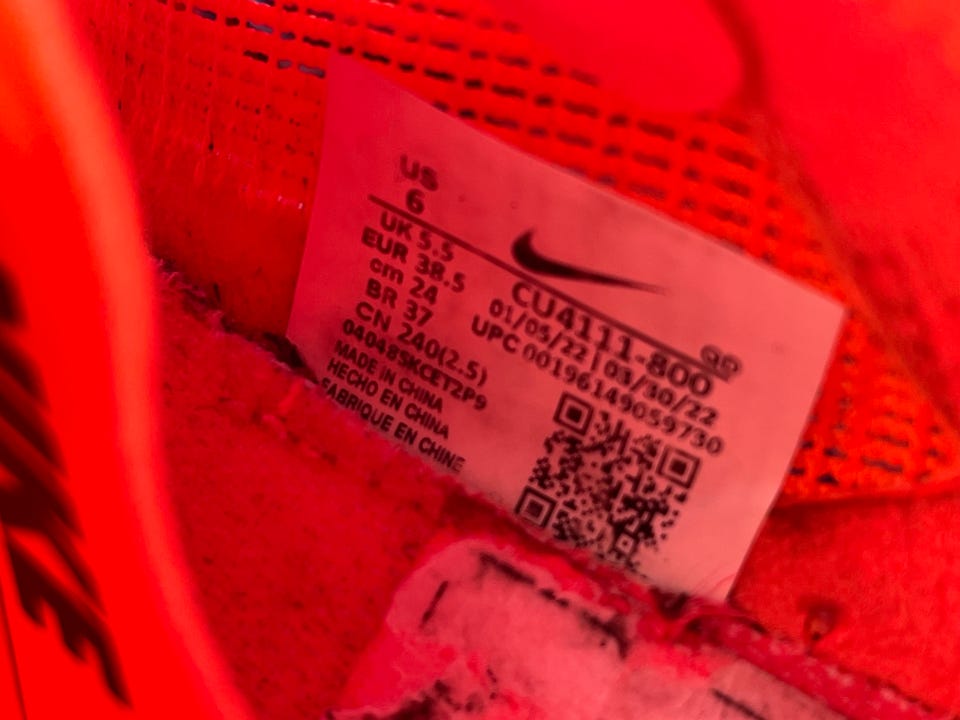 US
6
UK 5.5
EUR 38.5
cm 24
BR 37
CN 240(2.5)
04048SKCET2P9
MADE IN CHINA
HECHO EN CHINA
FABRIQUE EN CHINE
CU4111-800
01/05/22 | 03/30/22
UPC 00196149059730